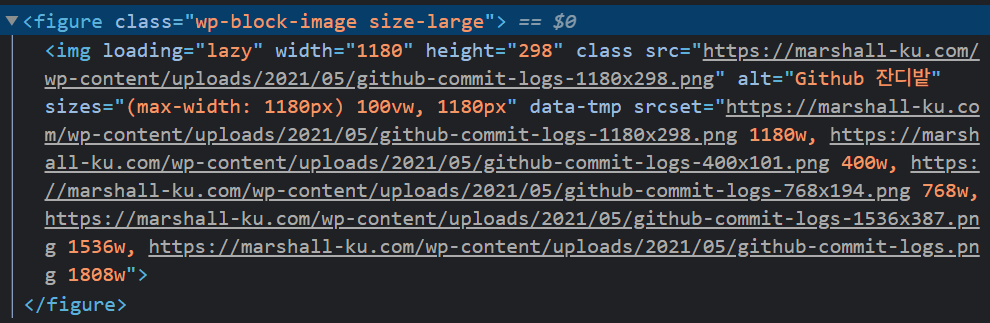 ▼<figure class="wp-block-image size-large"> == $0
<img loading="lazy" width="1180" height="298" class src="https://marshall-ku.com/
wp-content/uploads/2021/05/github-commit-logs-1180x298.png" alt="Github 잔디밭"
sizes="(max-width: 1180px) 100vw, 1180px" data-tmp srcset="https://marshall-ku.co
m/wp-content/uploads/2021/05/github-commit-logs-1180x298.png 1180w, https://marsh
all-ku.com/wp-content/uploads/2021/05/github-commit-logs-400x101.png 400w, https:
//marshall-ku.com/wp-content/uploads/2021/05/github-commit-logs-768x194.png 768w,
https://marshall-ku.com/wp-content/uploads/2021/05/github-commit-logs-1536x387.pn
g 1536w, https://marshall-ku.com/wp-content/uploads/2021/05/github-commit-logs.pn
g 1808w">
</figure>